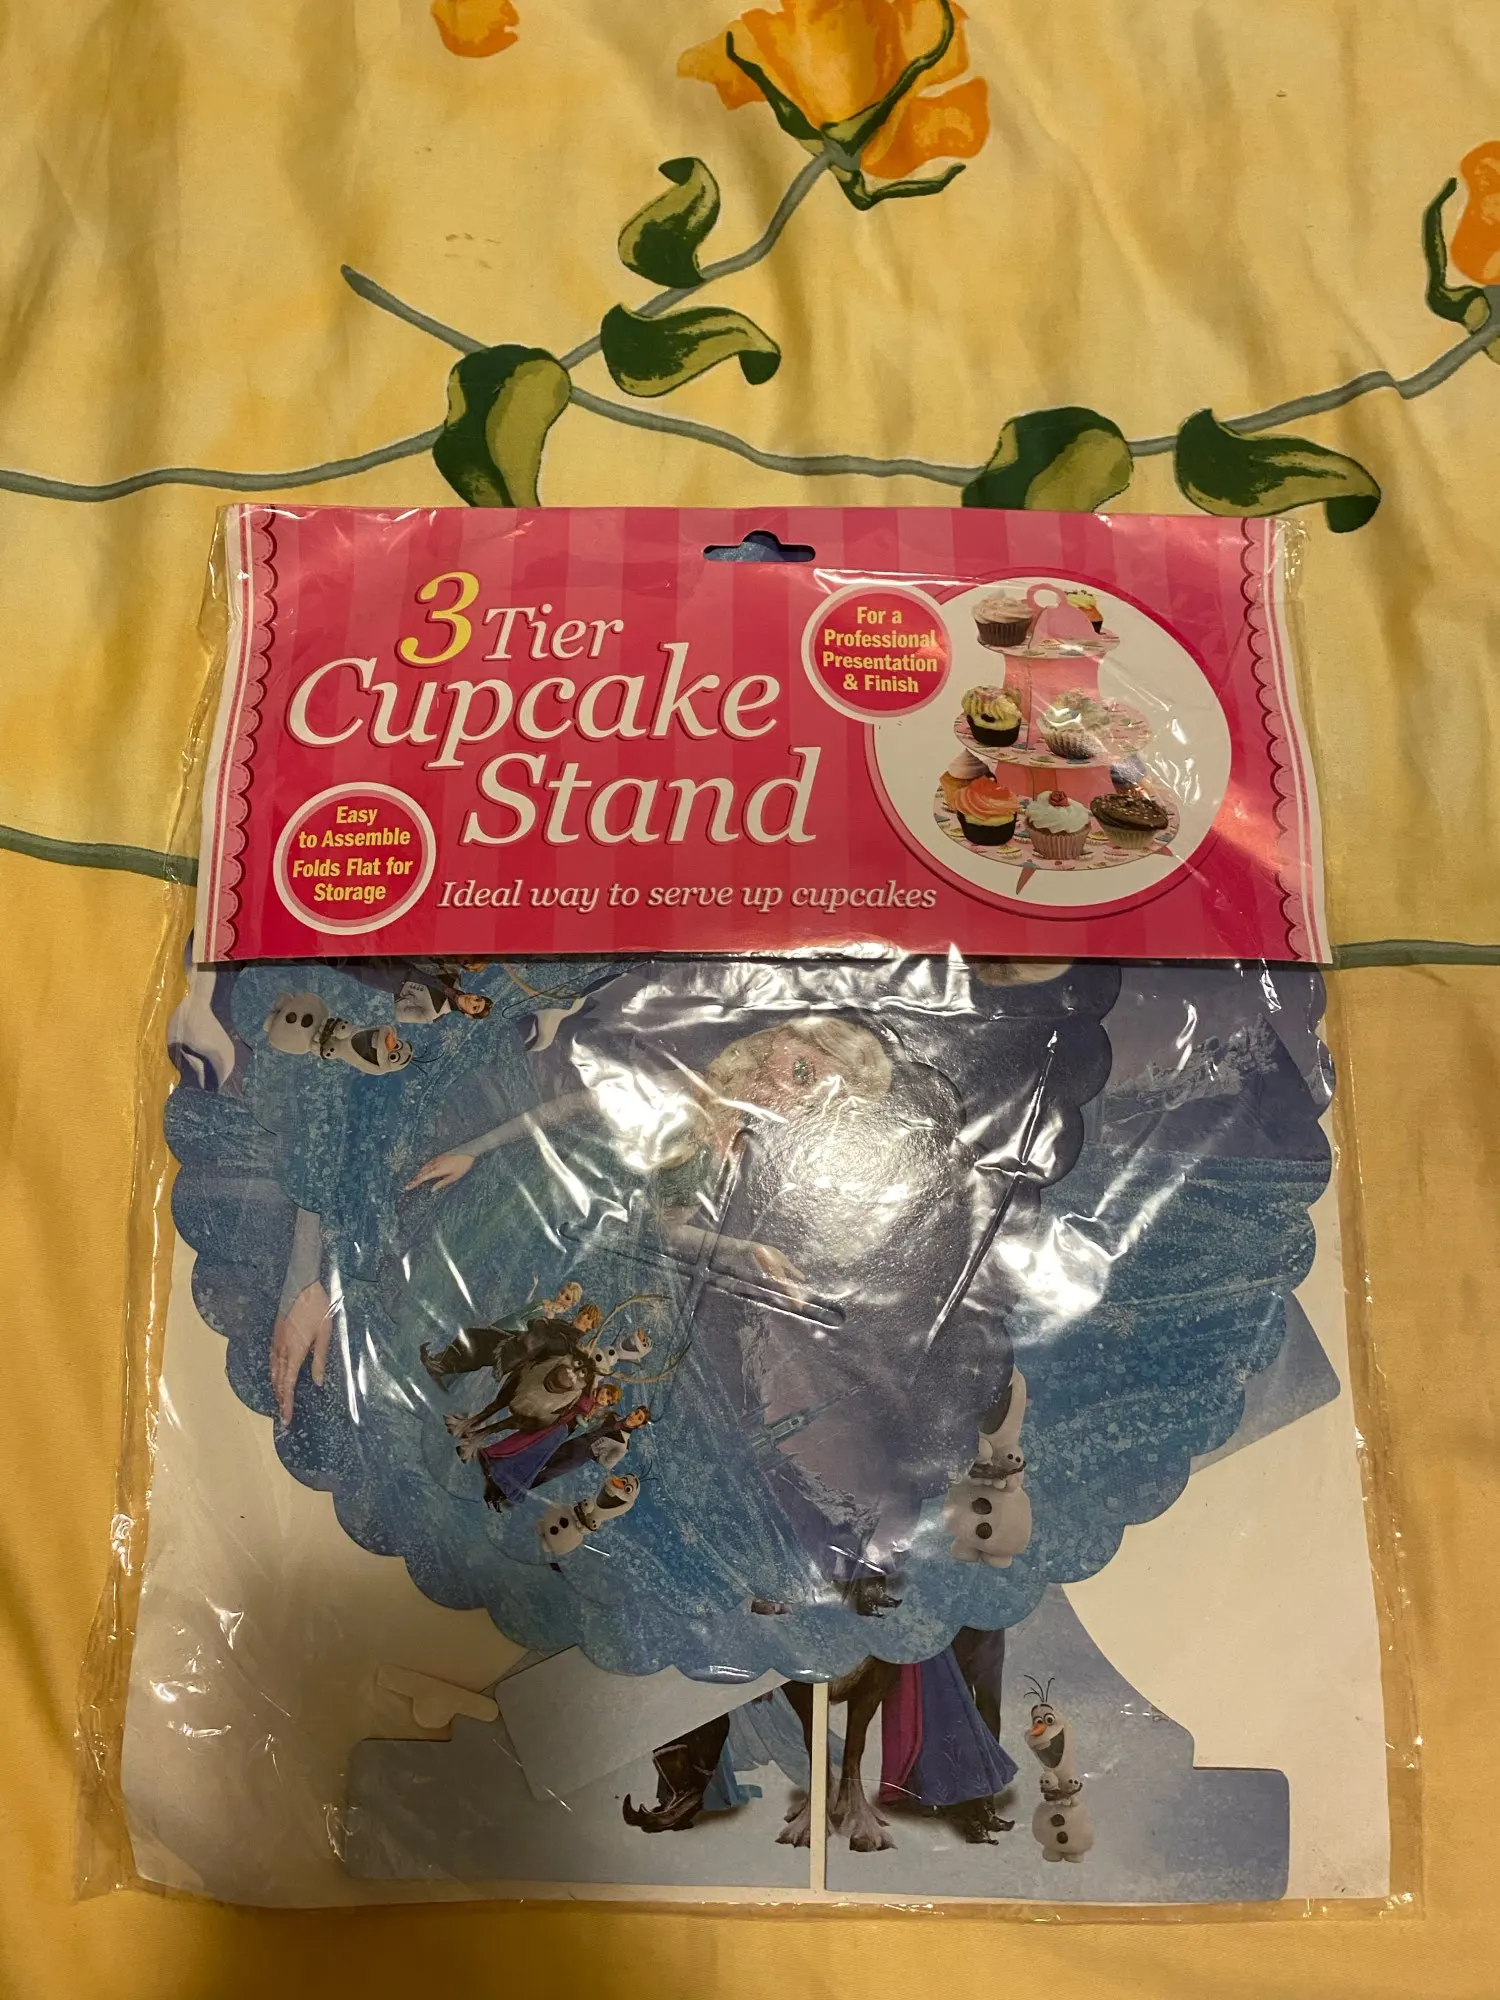 3 Tier
Cupcake
Stand
For a
Professional
Presentation
& Finish
Easy
to Assemble
Folds Flat for
Storage
Ideal way to serve up cupcakes